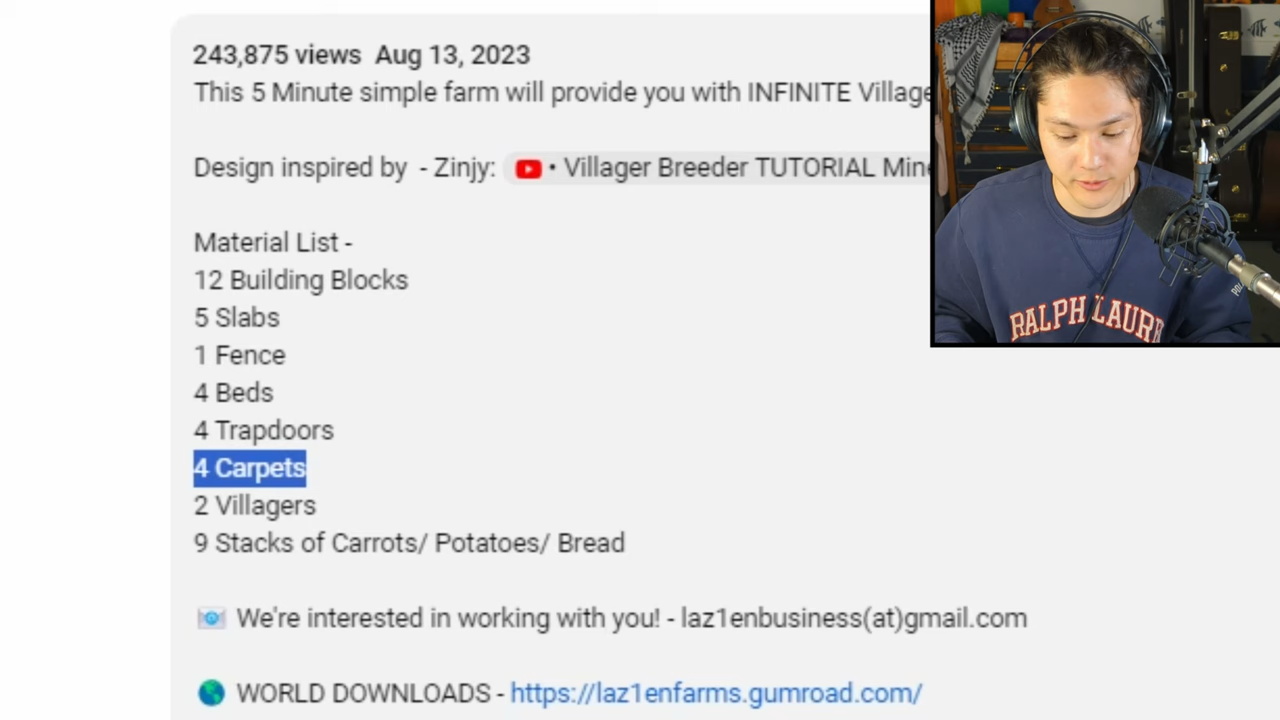 243,875 views Aug 13, 2023
This 5 Minute simple farm will provide you with INFINITE Village
Design inspired by - Zinjy: • Villager Breeder TUTORIAL Mine
Material List -
12 Building Blocks
5 Slabs
1 Fence
4 Beds
4 Trapdoors
4 Carpets
2 Villagers
9 Stacks of Carrots/ Potatoes/ Bread
We're interested in working with you! - laz1enbusiness(at)gmail.com
WORLD DOWNLOADS - https://laz1enfarms.gumroad.com/
RALPH LAURE